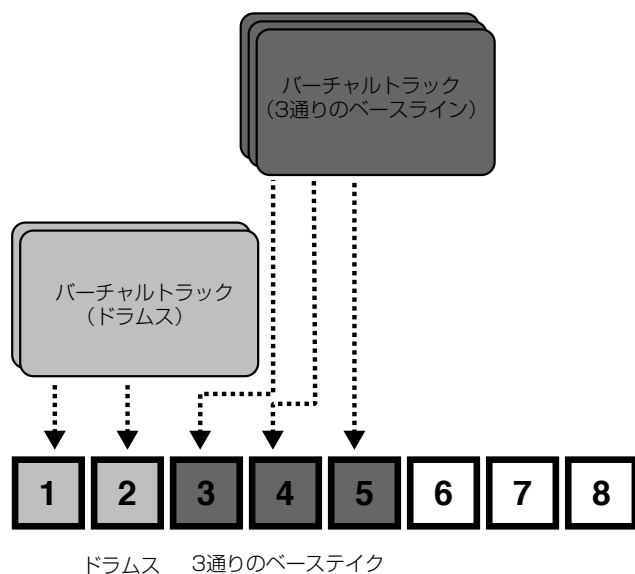 バーチャルトラック
（3通りのベースライン）
バーチャルトラック
（ドラムス）
1 2 3 4 5 6 7 8
ドラムス 3通りのベーステイク